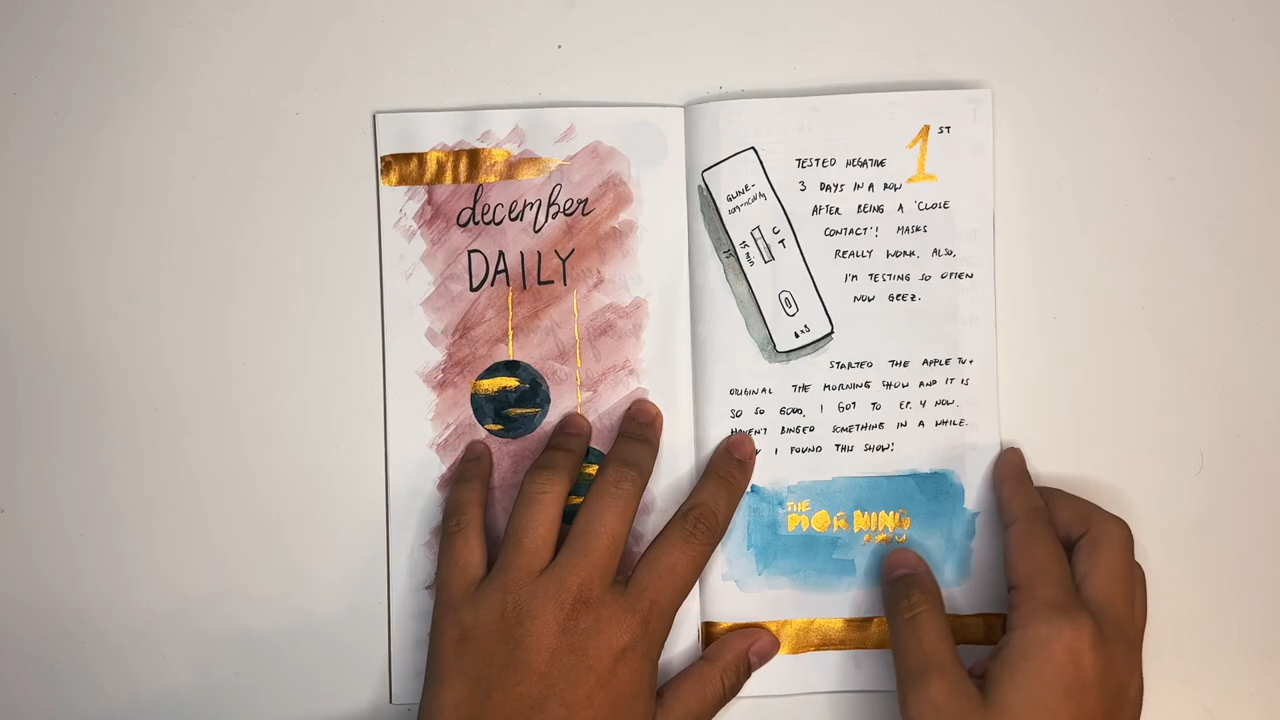 december
DAILY
1ST
TESTED NEGATIVE
3 DAYS IN A ROW
AFTER BEING A 'CLOSE
CONTACT'! MASKS
REALLY WORK. ALSO,
I'M TESTING SO OFTEN
NOW GEEZ.
C
T
15 min
STARTED THE APPLE TV+
ORIGINAL THE MORNING SHOW AND IT IS
SO SO GOOD. I GOT TO EP. 4 NOW.
HAVEN'T BINGED SOMETHING IN A WHILE.
I FOUND THIS SHOW!
THE
MORNING